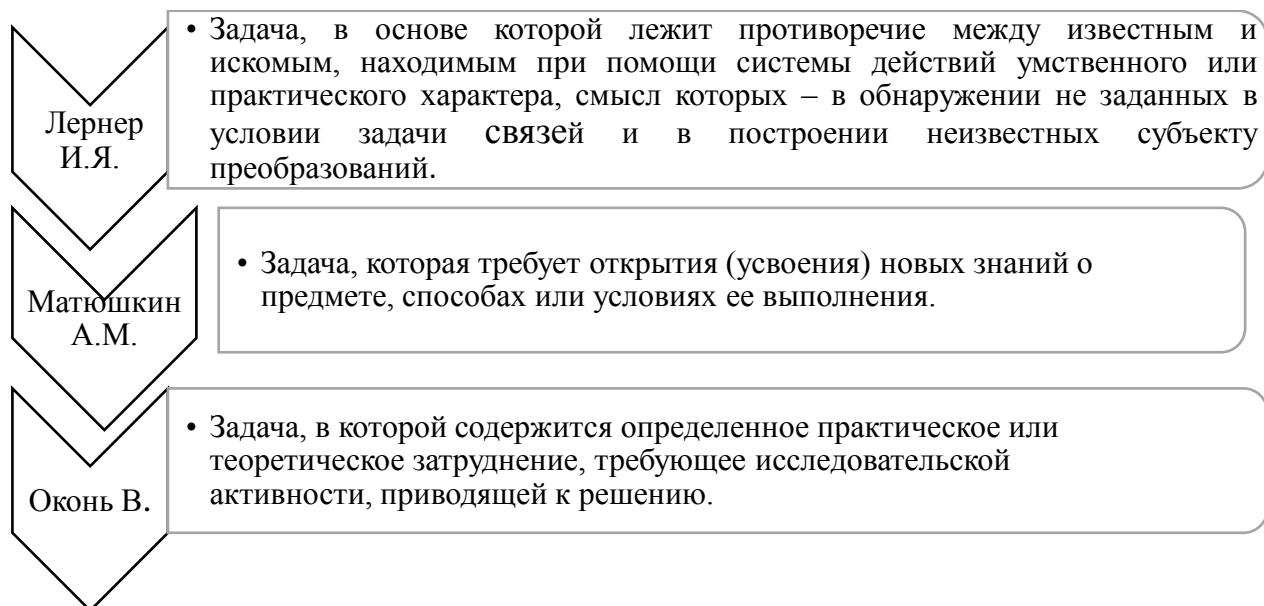 • Задача, в основе которой лежит противоречие между известным и
искомым, находимым при помощи системы действий умственного или
практического характера, смысл которых – в обнаружении не заданных в
условии задачи связей и в построении неизвестных субъекту
преобразований.
Лернер
И.Я.
• Задача, которая требует открытия (усвоения) новых знаний о
предмете, способах или условиях ее выполнения.
Матюшкин
А.М.
• Задача, в которой содержится определенное практическое или
теоретическое затруднение, требующее исследовательской
активности, приводящей к решению.
Оконь В.